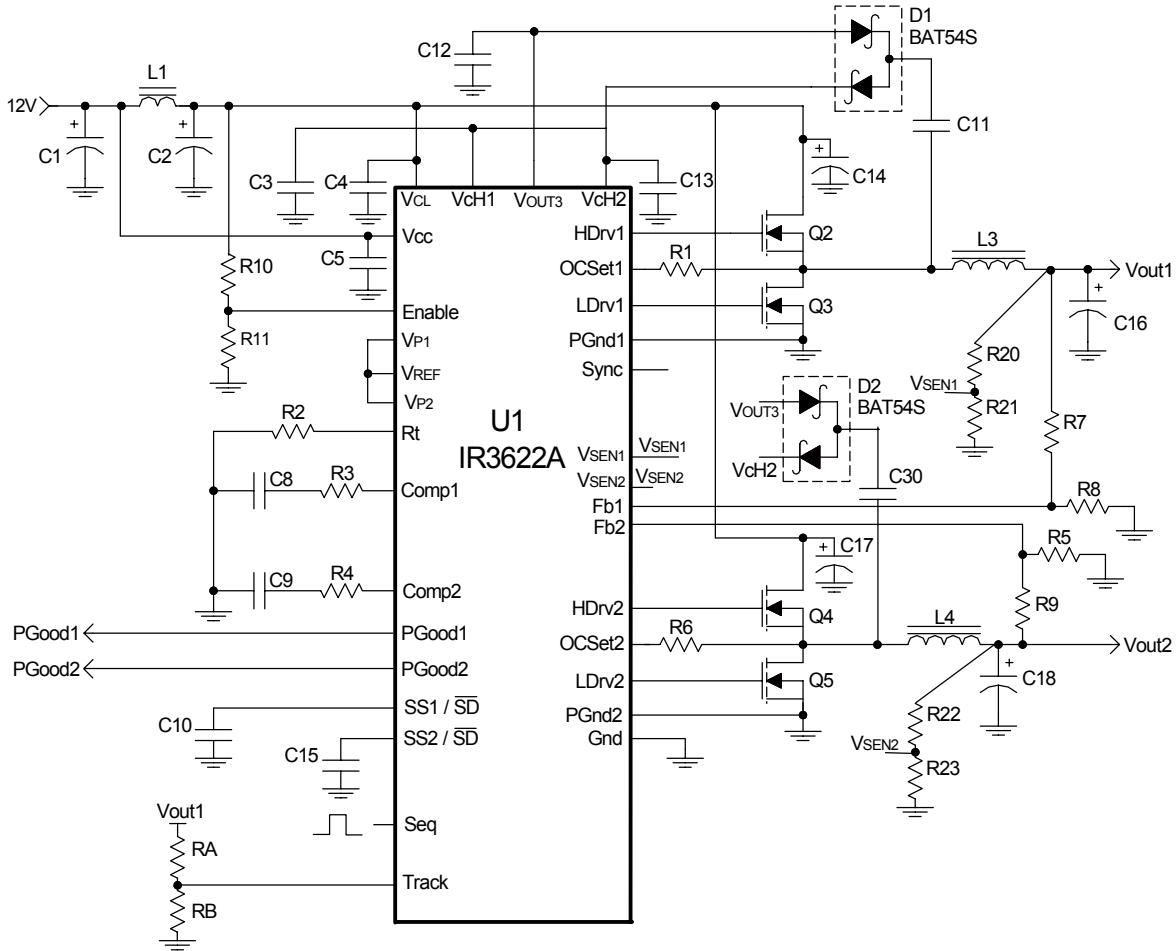 D1
BAT54S
C12
L1
12V
C11
+
C1
+
C2
C3
C4
C13
+
C14
VCL
VcH1
VOUT3
VcH2
Vcc
C5
HDrv1
Q2
L3
R10
OCSet1
R1
Vout1
Enable
LDrv1
Q3
+
C16
R11
VP1
PGnd1
R20
VREF
Sync
D2
BAT54S
VSEN1
VP2
VOUT3
R21
R7
R2
Rt
U1
IR3622A
VSEN1
VSEN1
VcH2
C8
R3
Comp1
VSEN2
VSEN2
C30
Fb1
R8
Fb2
+
C17
R5
C9
R4
Comp2
HDrv2
Q4
R9
L4
PGood1
PGood1
OCSet2
R6
Vout2
PGood2
PGood2
LDrv2
Q5
+
C18
C10
SS1 / SD
PGnd2
R22
SS2 / SD
Gnd
VSEN2
C15
R23
Vout1
Seq
RA
Track
RB